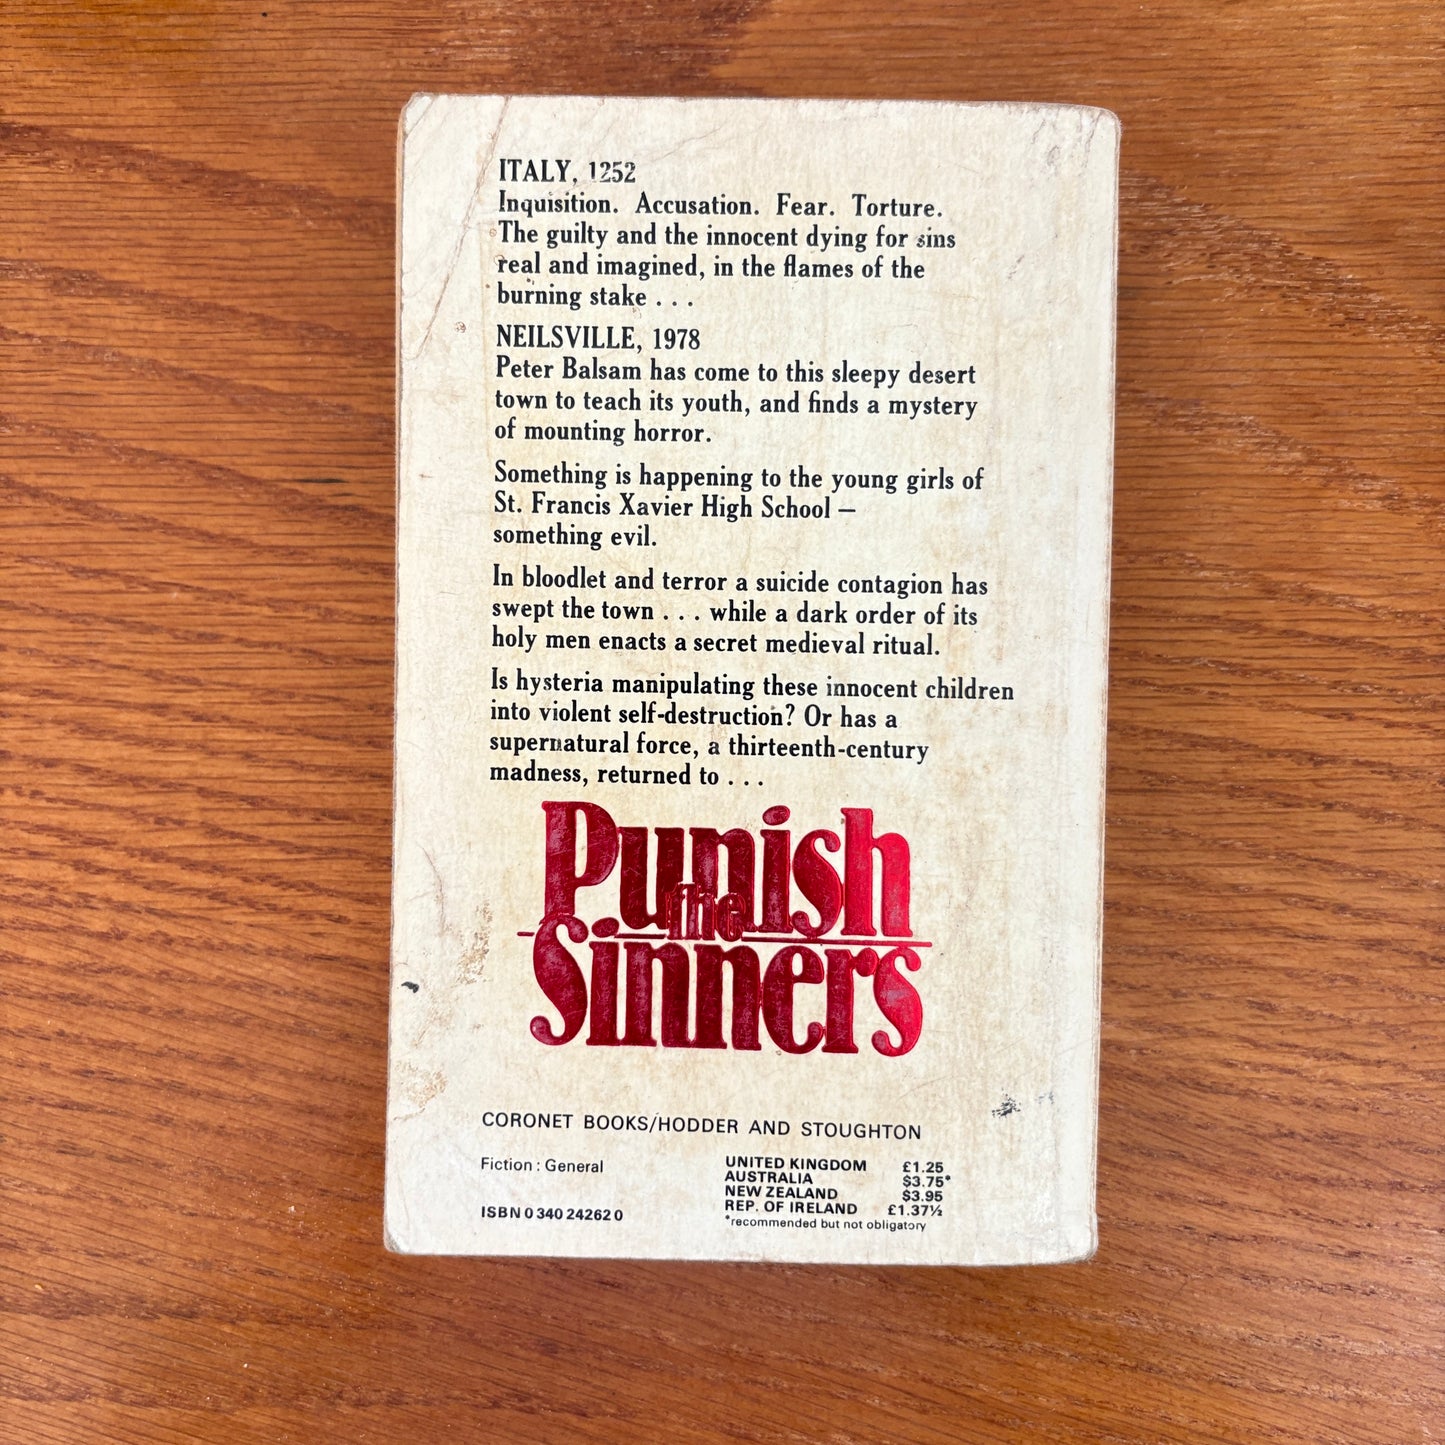 ITALY, 1252
Inquisition. Accusation. Fear. Torture.
The guilty and the innocent dying for sins
real and imagined, in the flames of the
burning stake . . .
NEILSVILLE, 1978
Peter Balsam has come to this sleepy desert
town to teach its youth, and finds a mystery
of mounting horror.
Something is happening to the young girls of
St. Francis Xavier High School –
something evil.
In bloodlet and terror a suicide contagion has
swept the town . . . while a dark order of its
holy men enacts a secret medieval ritual.
Is hysteria manipulating these innocent children
into violent self-destruction? Or has a
supernatural force, a thirteenth-century
madness, returned to . . .
Punish
the
Sinners
CORONET BOOKS/HODDER AND STOUGHTON
Fiction : General
UNITED KINGDOM £1.25
AUSTRALIA $3.75*
NEW ZEALAND $3.95
REP. OF IRELAND £1.37½
*recommended but not obligatory
ISBN 0 340 24262 0